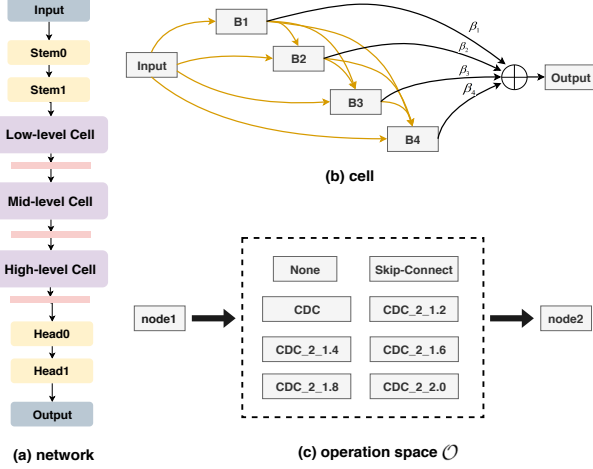 Input
Stem0
Stem1
Low-level Cell
Mid-level Cell
High-level Cell
Head0
Head1
Output
(a) network
Input
B1
B2
B3
B4
β1
β2
β3
β4
Output
(b) cell
node1
None
Skip-Connect
CDC
CDC_2_1.2
CDC_2_1.4
CDC_2_1.6
CDC_2_1.8
CDC_2_2.0
node2
(c) operation space 𝒪